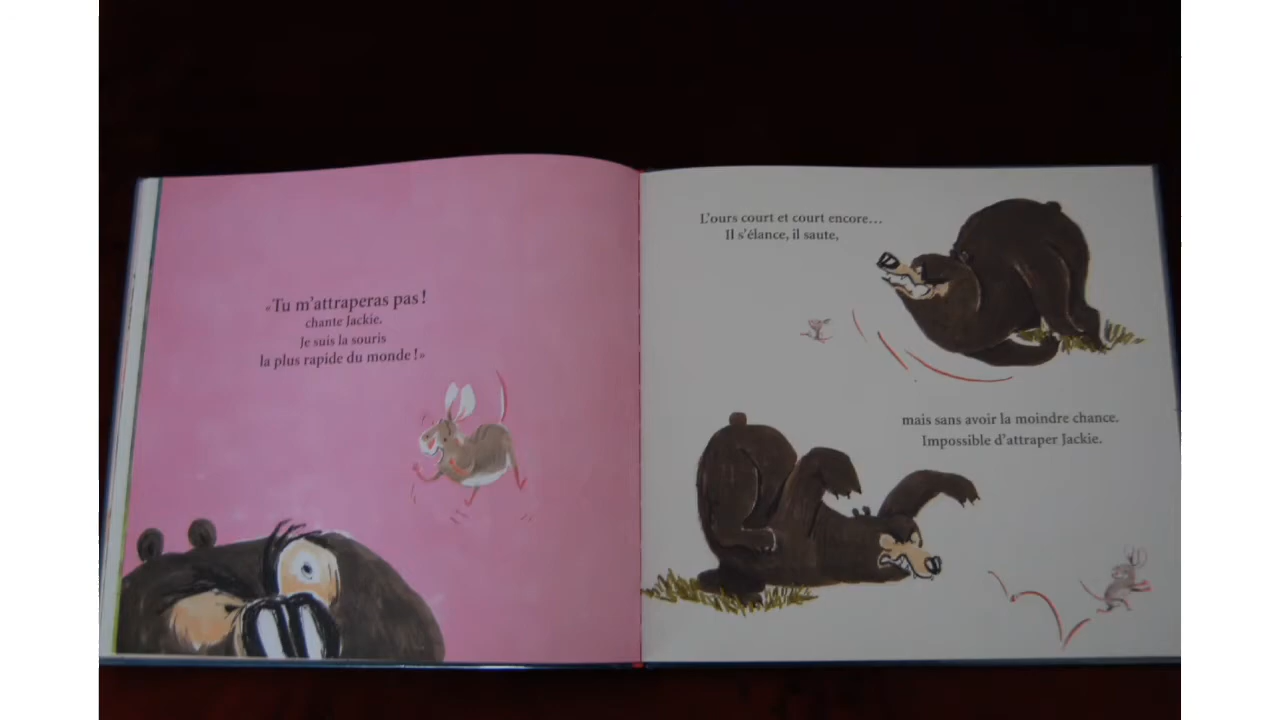 «Tu m'attraperas pas !
chante Jackie.
Je suis la souris
la plus rapide du monde !»
L'ours court et court encore...
Il s'élance, il saute,
mais sans avoir la moindre chance.
Impossible d'attraper Jackie.